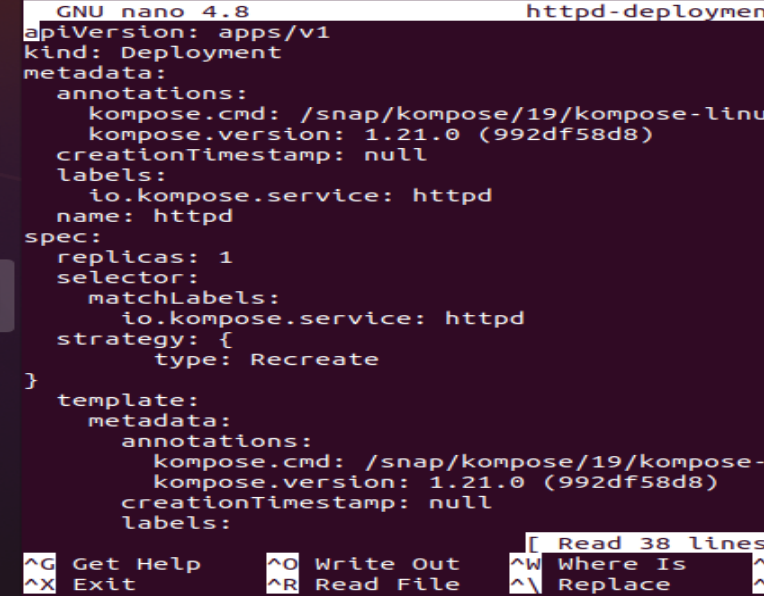 GNU nano 4.8 httpd-deploymen
apiVersion: apps/v1
kind: Deployment
metadata:
  annotations:
    kompose.cmd: /snap/kompose/19/kompose-linu
    kompose.version: 1.21.0 (992df58d8)
  creationTimestamp: null
  labels:
    io.kompose.service: httpd
  name: httpd
spec:
  replicas: 1
  selector:
    matchLabels:
      io.kompose.service: httpd
  strategy: {
        type: Recreate
}
  template:
    metadata:
      annotations:
        kompose.cmd: /snap/kompose/19/kompose-
        kompose.version: 1.21.0 (992df58d8)
      creationTimestamp: null
      labels:
[ Read 38 lines
^G Get Help ^O Write Out ^W Where Is ^
^X Exit ^R Read File ^\ Replace ^